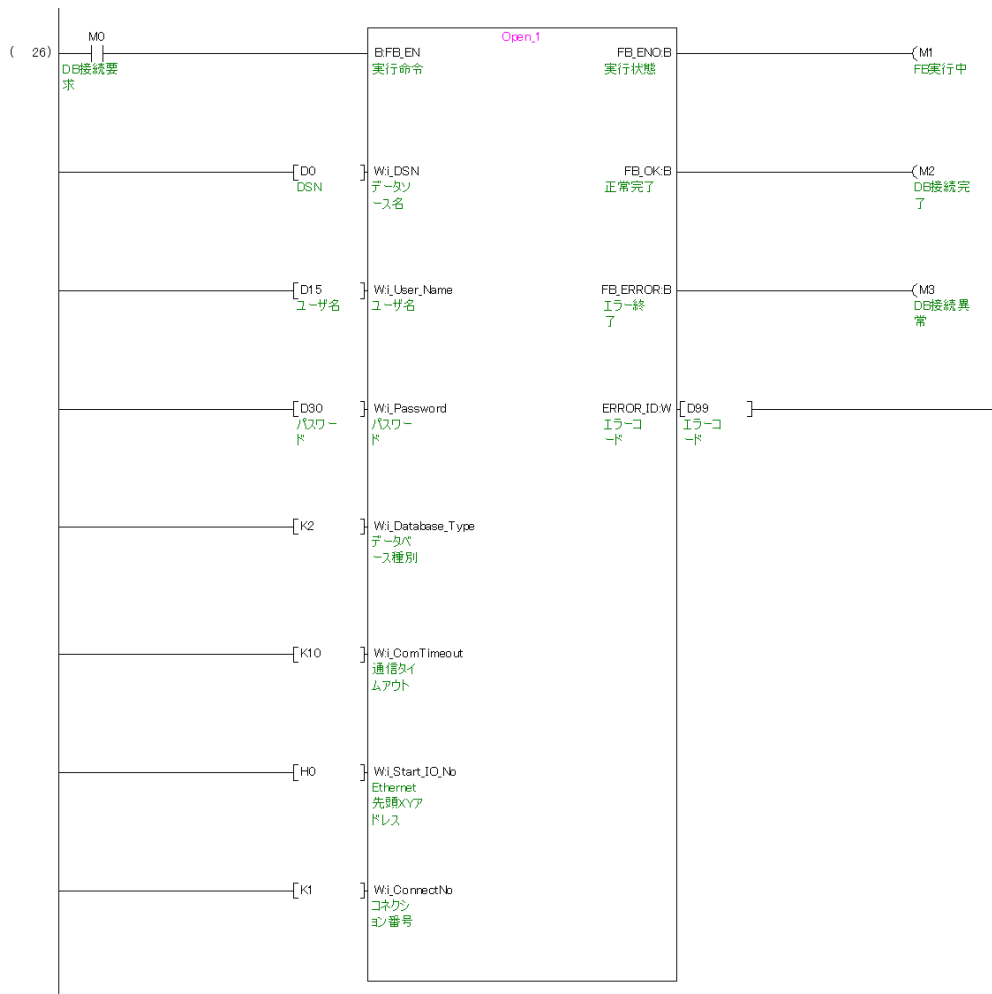 Open_1
( 26)
M0
DB接続要
求
B:FB_EN
実行命令
FB_ENO:B
実行状態
M1
FB実行中
D0
DSN
W:i_DSN
データソ
ース名
FB_OK:B
正常完了
M2
DB接続完
了
D15
ユーザ名
W:i_User_Name
ユーザ名
FB_ERROR:B
エラー終
了
M3
DB接続異
常
D30
パスワー
ド
W:i_Password
パスワー
ド
ERROR_ID:W
エラーコ
ード
D99
エラーコ
ード
K2
W:i_Database_Type
データベ
ース種別
K10
W:i_ComTimeout
通信タイ
ムアウト
H0
W:i_Start_IO_No
Ethernet
先頭XYア
ドレス
K1
W:i_ConnectNo
コネクシ
ョン番号